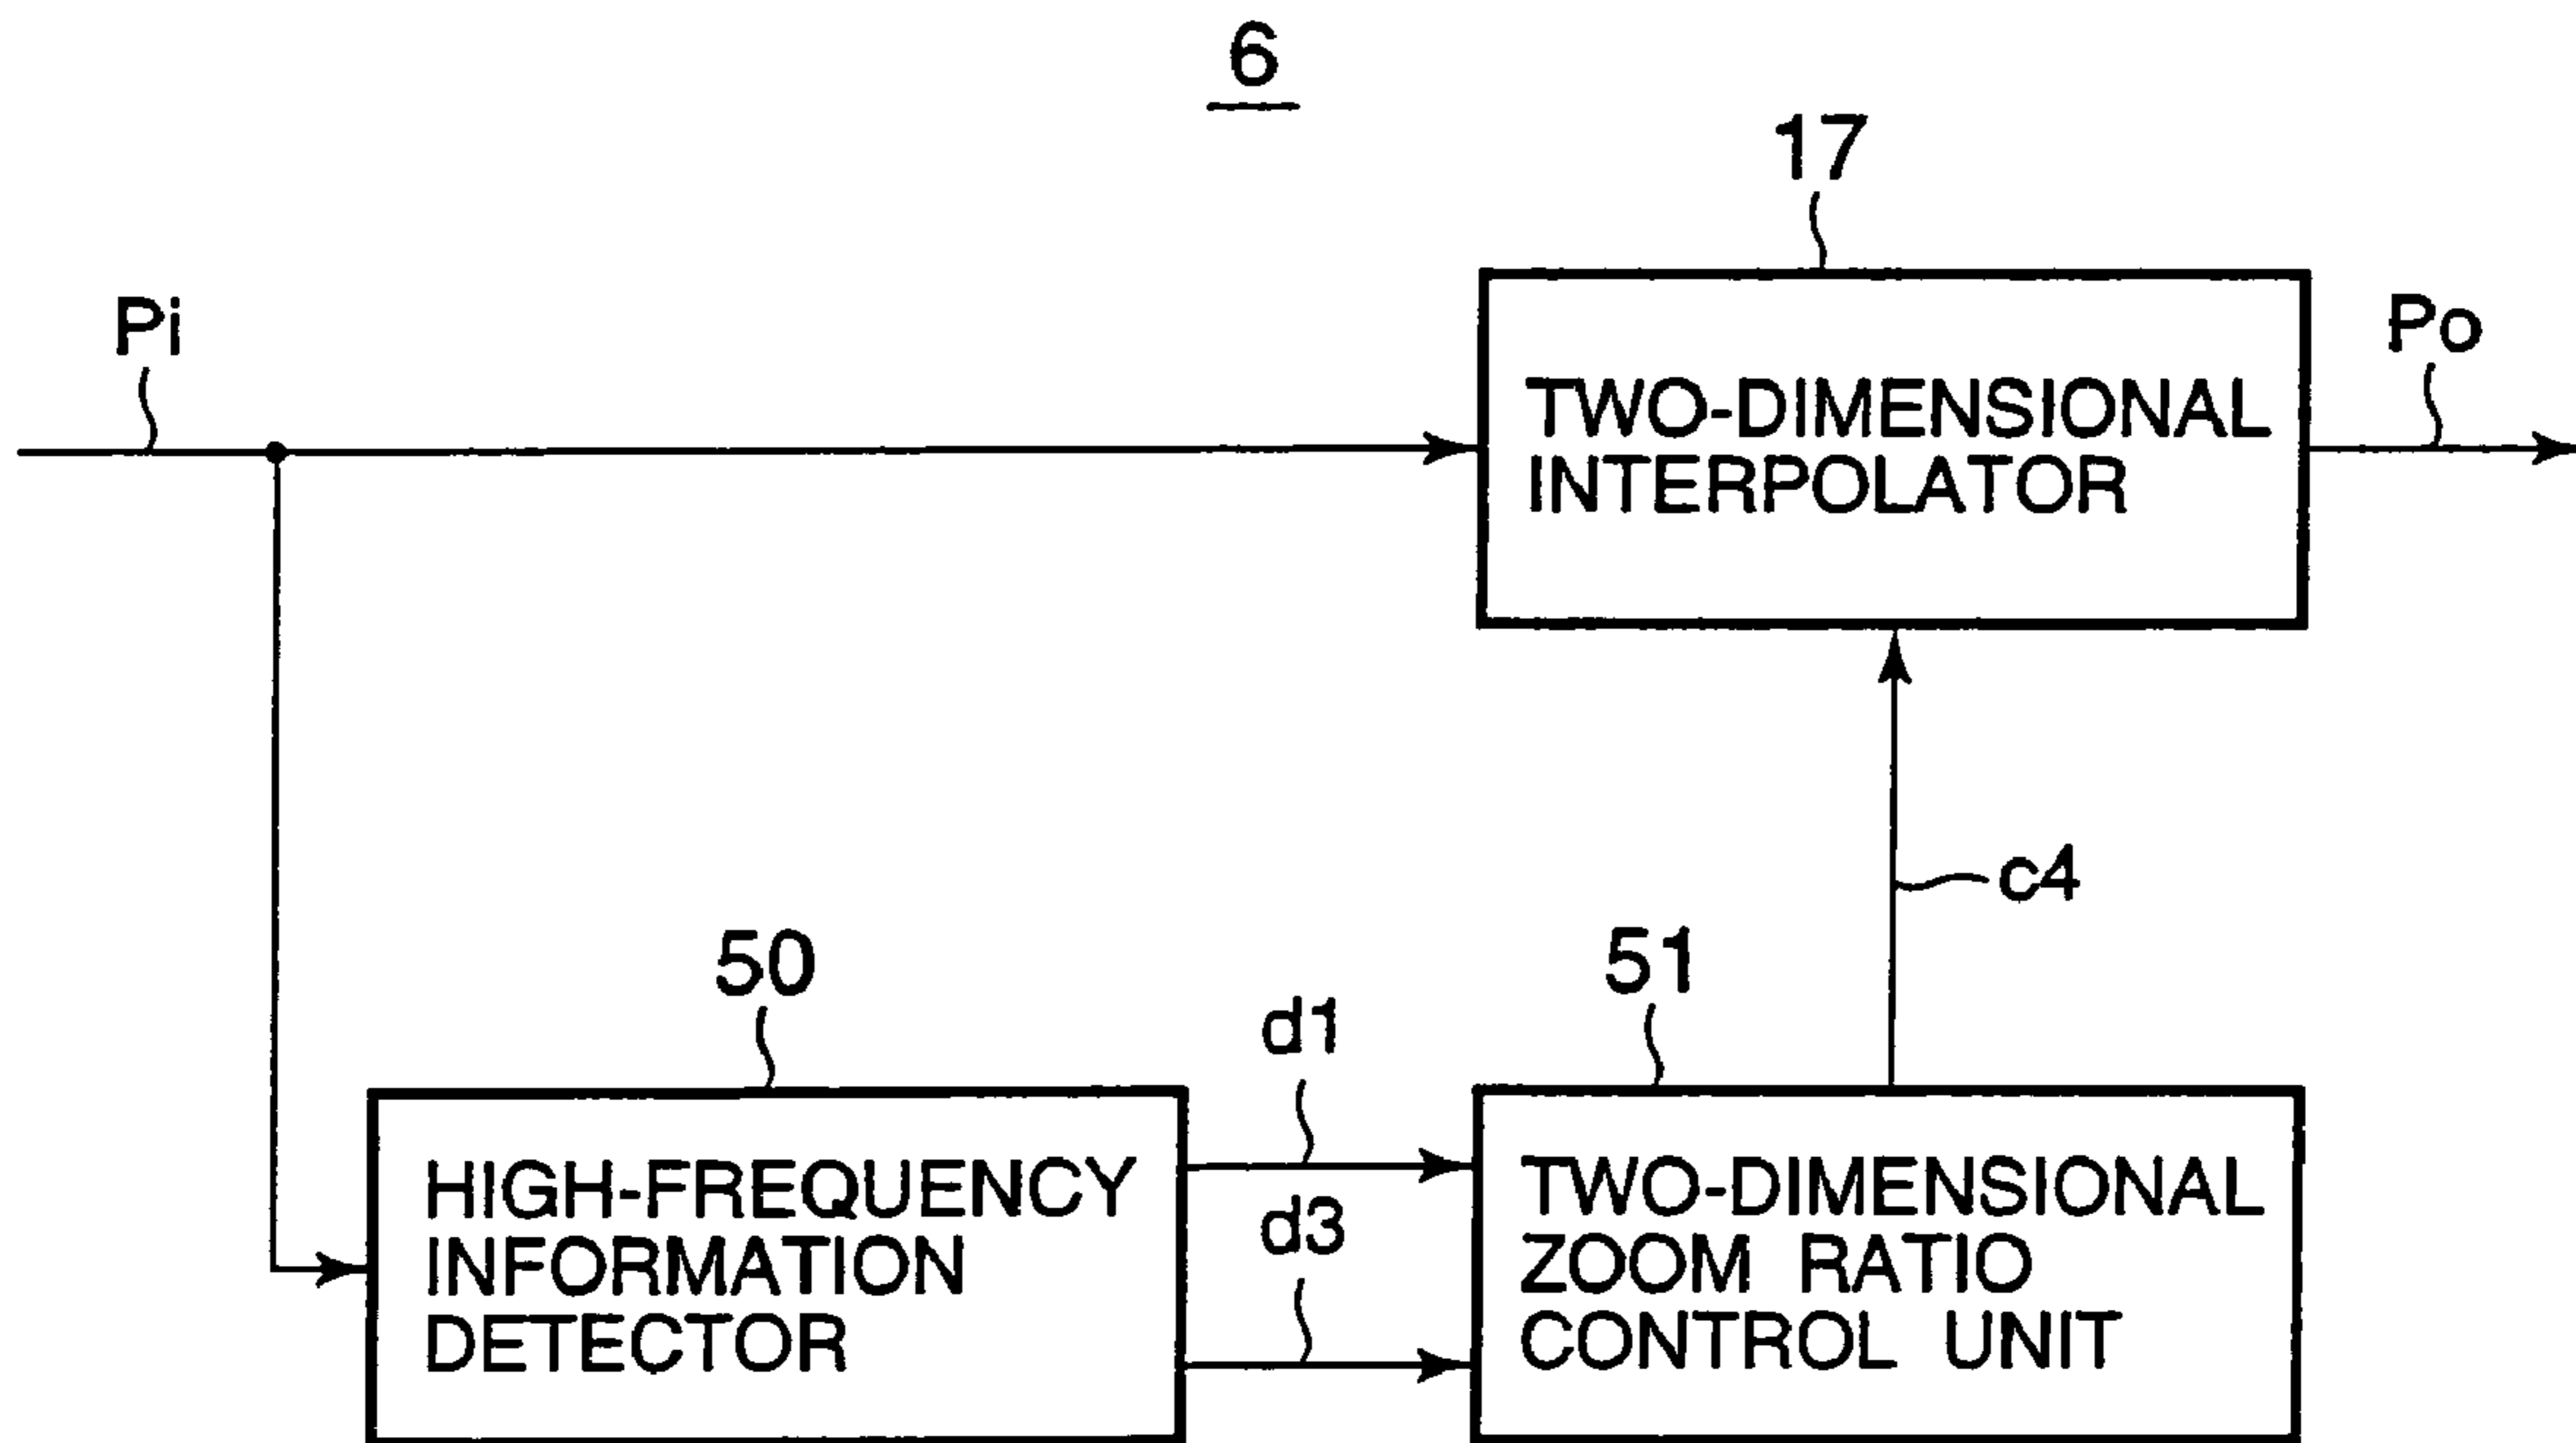 6
17
Pi
Po
TWO-DIMENSIONAL
INTERPOLATOR
c4
50
51
d1
HIGH-FREQUENCY
INFORMATION
DETECTOR
d3
TWO-DIMENSIONAL
ZOOM RATIO
CONTROL UNIT